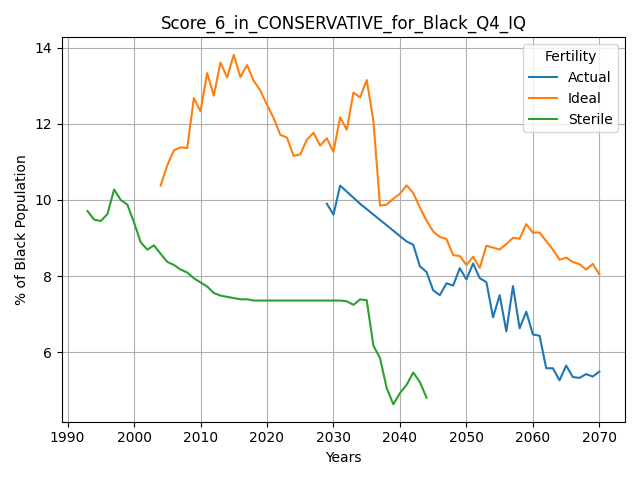 Score_6_in_CONSERVATIVE_for_Black_Q4_IQ
Fertility
Actual
Ideal
Sterile
% of Black Population
14
12
10
8
6
1990 2000 2010 2020 2030 2040 2050 2060 2070
Years